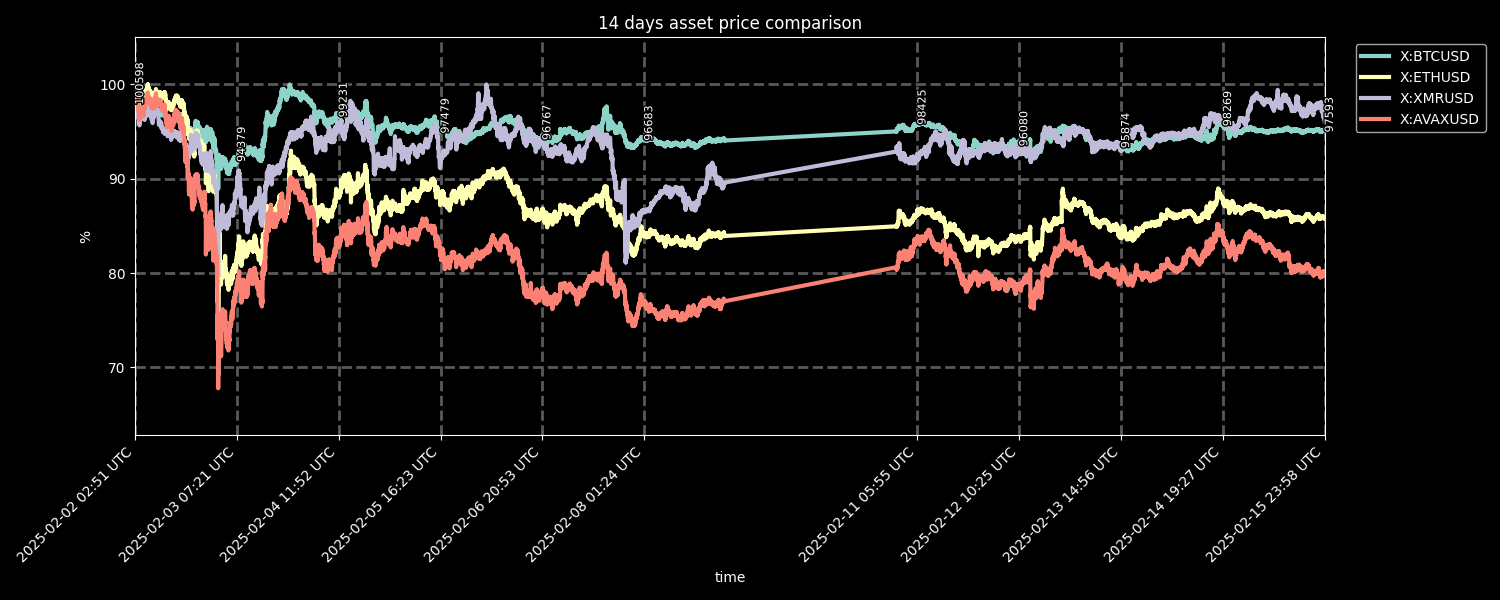 14 days asset price comparison
X:BTCUSD
X:ETHUSD
X:XMRUSD
X:AVAXUSD
%
100
90
80
70
100598
94379
99231
97479
96767
96683
98425
96080
95874
98269
97593
2025-02-02 02:51 UTC
2025-02-03 07:21 UTC
2025-02-04 11:52 UTC
2025-02-05 16:23 UTC
2025-02-06 20:53 UTC
2025-02-08 01:24 UTC
2025-02-11 05:55 UTC
2025-02-12 10:25 UTC
2025-02-13 14:56 UTC
2025-02-14 19:27 UTC
2025-02-15 23:58 UTC
time